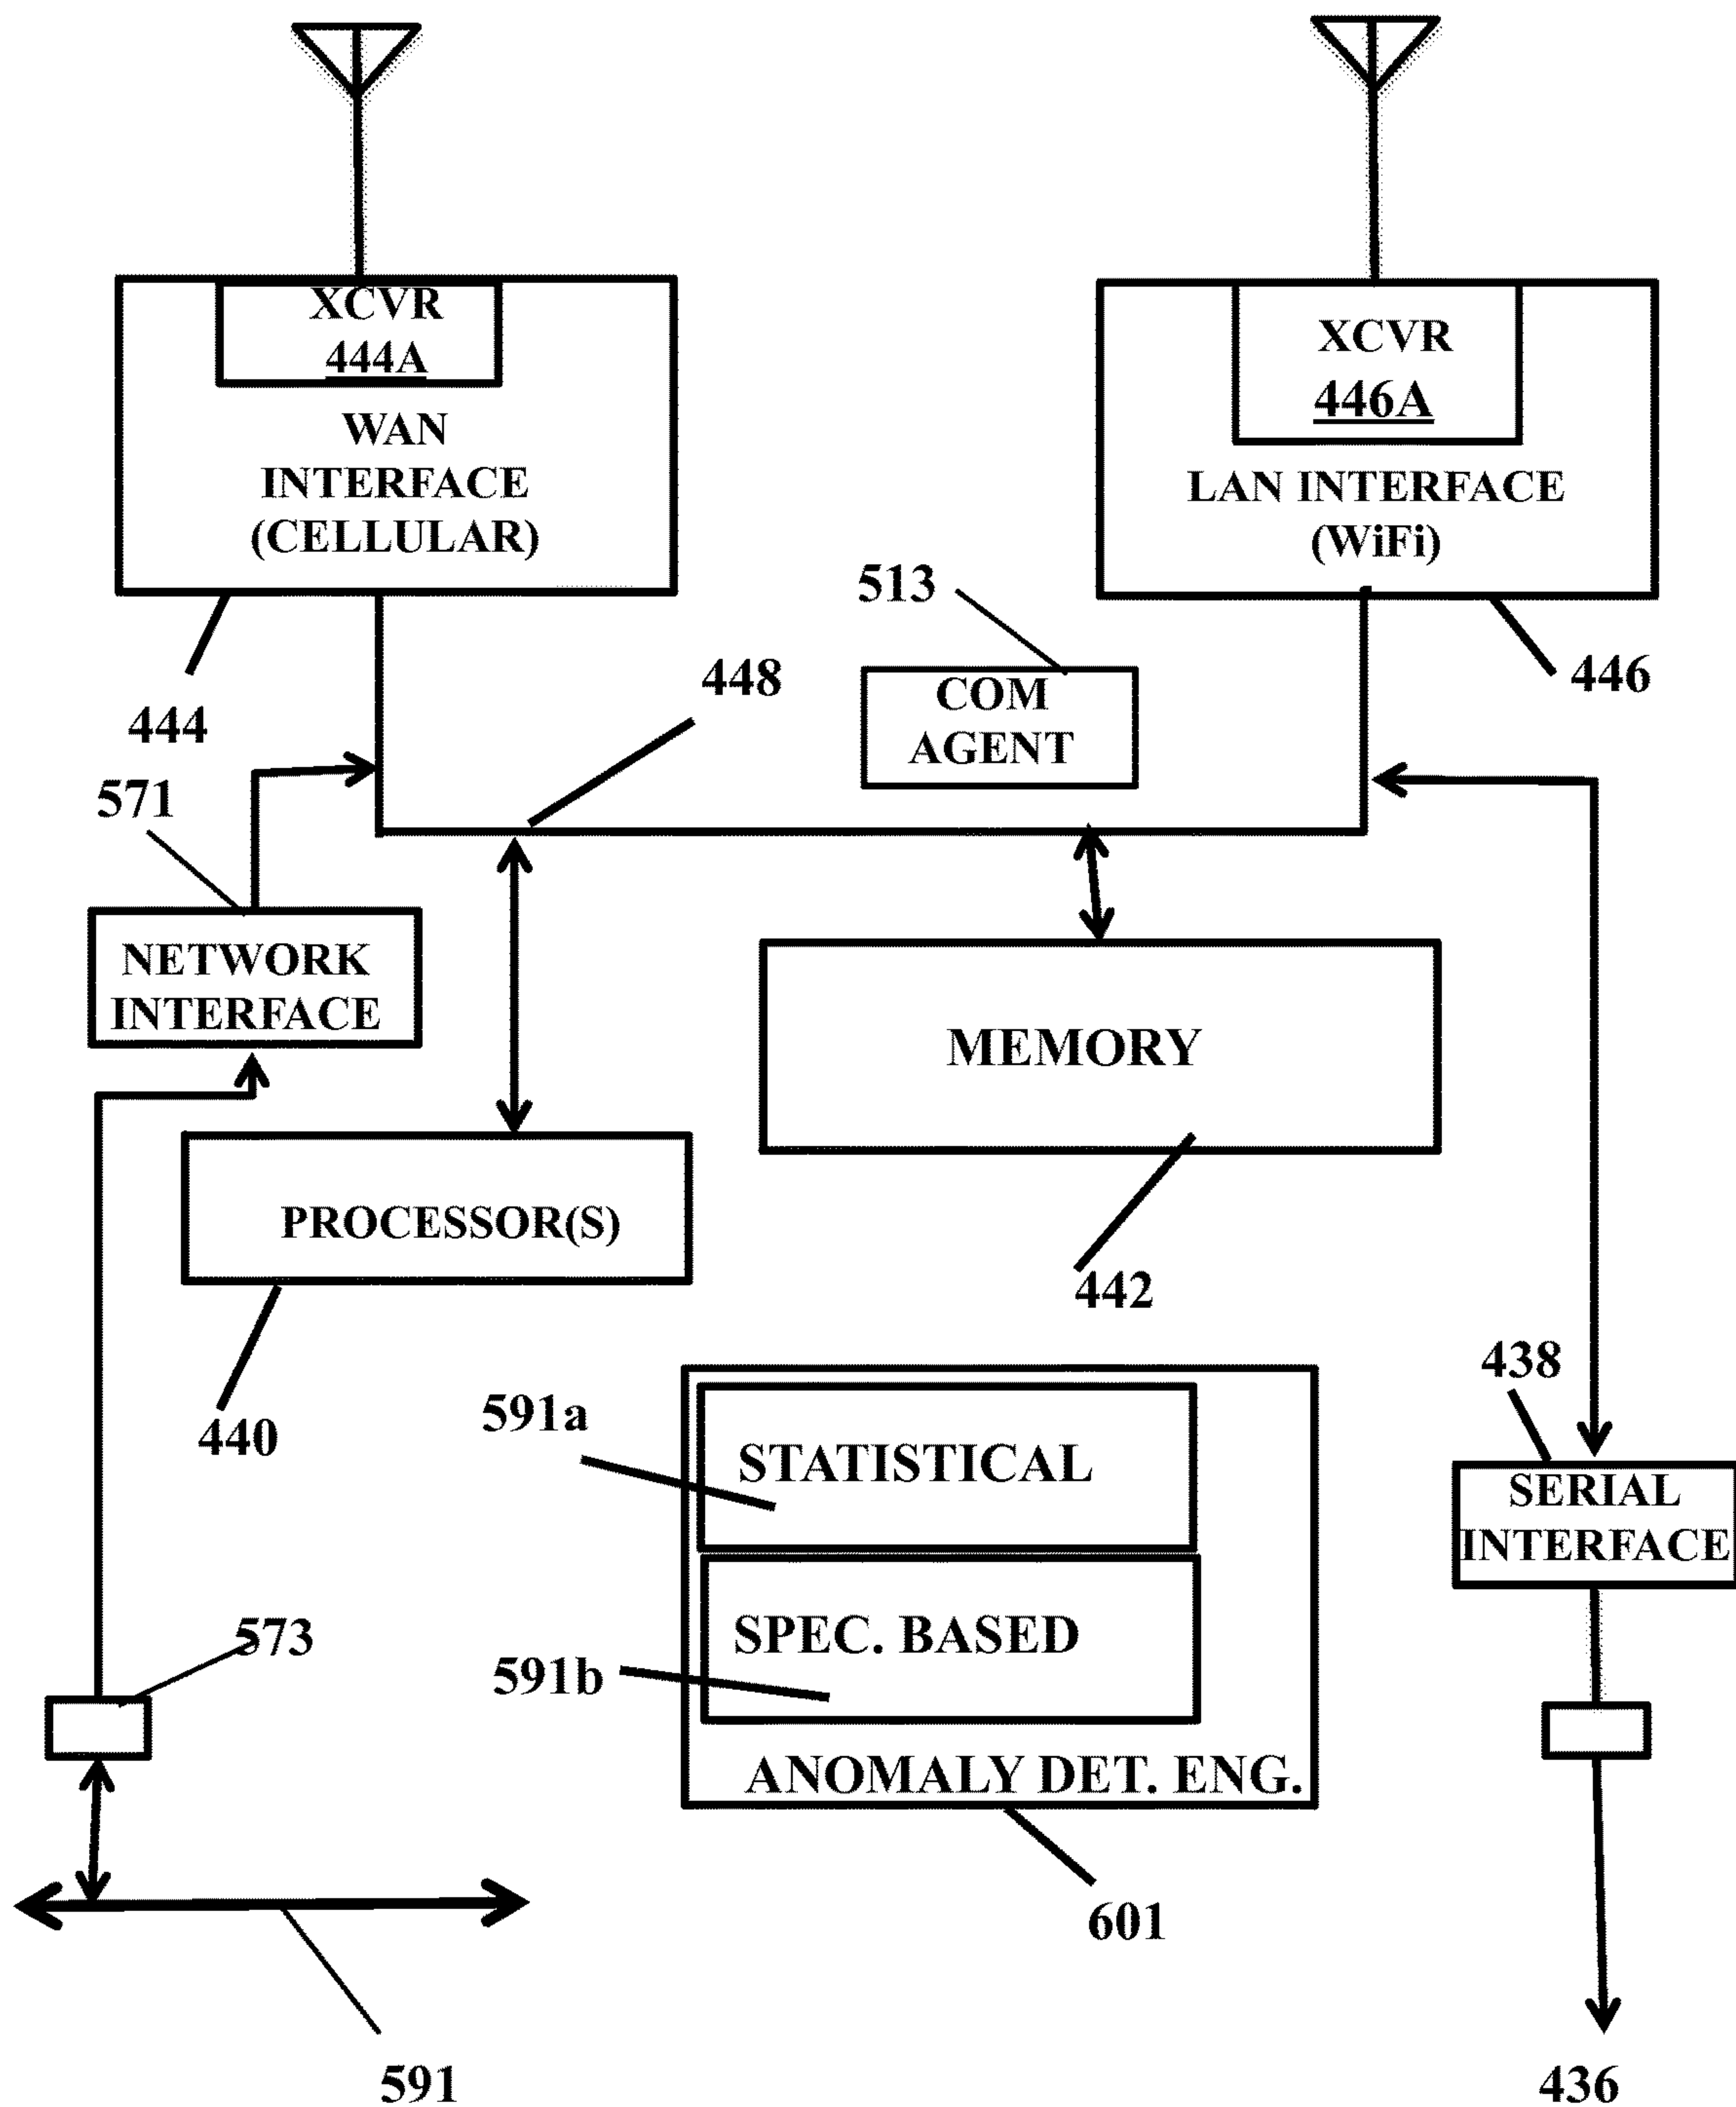 XCVR
444A
WAN
INTERFACE
(CELLULAR)
XCVR
446A
LAN INTERFACE
(WiFi)
513
444
448
COM
AGENT
446
571
NETWORK
INTERFACE
MEMORY
PROCESSOR(S)
442
440
438
591a
STATISTICAL
SERIAL
INTERFACE
573
SPEC. BASED
591b
ANOMALY DET. ENG.
601
591
436